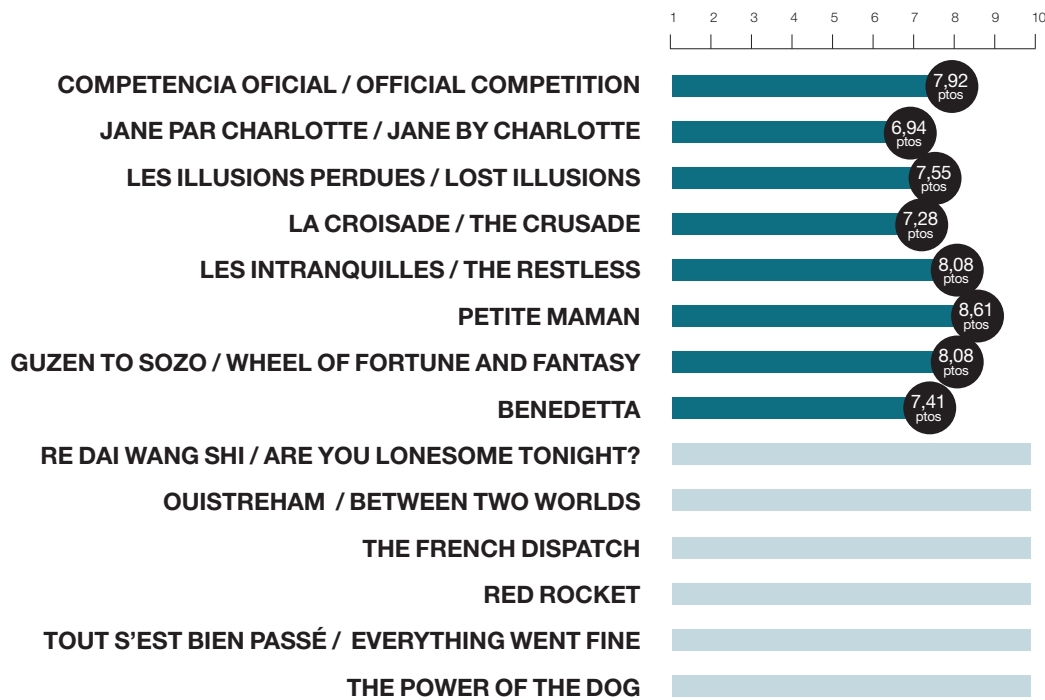 1 2 3 4 5 6 7 8 9 10
COMPETENCIA OFICIAL / OFFICIAL COMPETITION 7,92 ptos
JANE PAR CHARLOTTE / JANE BY CHARLOTTE 6,94 ptos
LES ILLUSIONS PERDUES / LOST ILLUSIONS 7,55 ptos
LA CROISADE / THE CRUSADE 7,28 ptos
LES INTRANQUILLES / THE RESTLESS 8,08 ptos
PETITE MAMAN 8,61 ptos
GUZEN TO SOZO / WHEEL OF FORTUNE AND FANTASY 8,08 ptos
BENEDETTA 7,41 ptos
RE DAI WANG SHI / ARE YOU LONESOME TONIGHT?
OUISTREHAM / BETWEEN TWO WORLDS
THE FRENCH DISPATCH
RED ROCKET
TOUT S'EST BIEN PASSÉ / EVERYTHING WENT FINE
THE POWER OF THE DOG